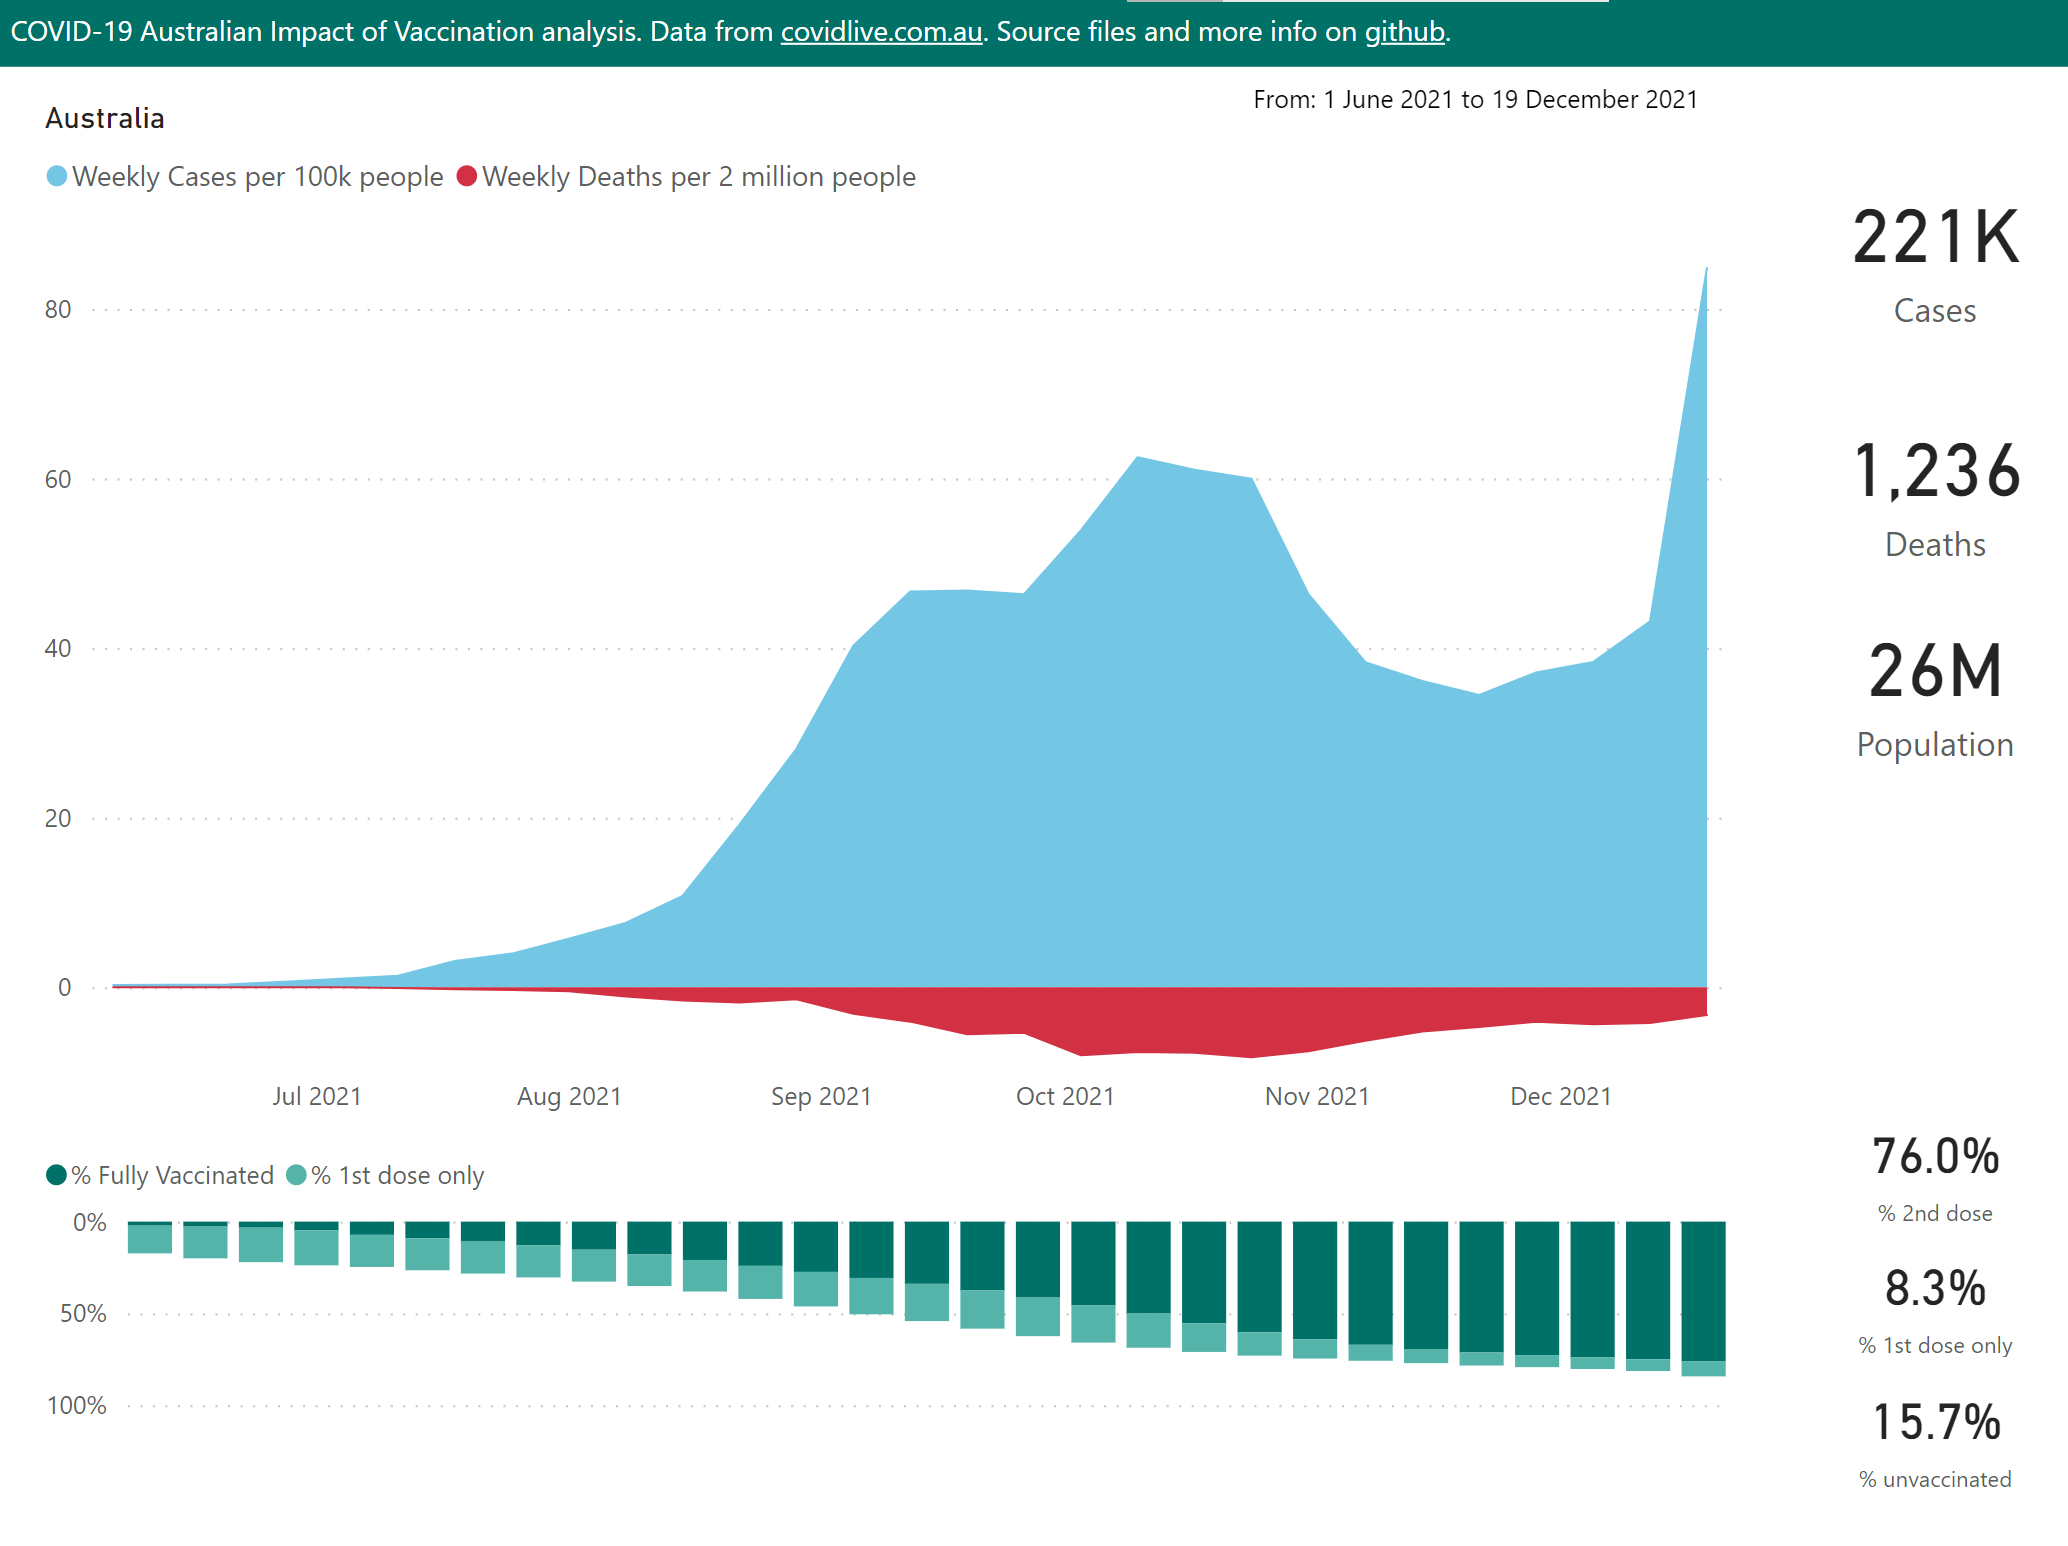 COVID-19 Australian Impact of Vaccination analysis. Data from covidlive.com.au. Source files and more info on github.
From: 1 June 2021 to 19 December 2021
Australia
Weekly Cases per 100k people Weekly Deaths per 2 million people
221K
Cases
1,236
Deaths
26M
Population
80
60
40
20
0
Jul 2021 Aug 2021 Sep 2021 Oct 2021 Nov 2021 Dec 2021
% Fully Vaccinated % 1st dose only
0%
50%
100%
76.0%
% 2nd dose
8.3%
% 1st dose only
15.7%
% unvaccinated